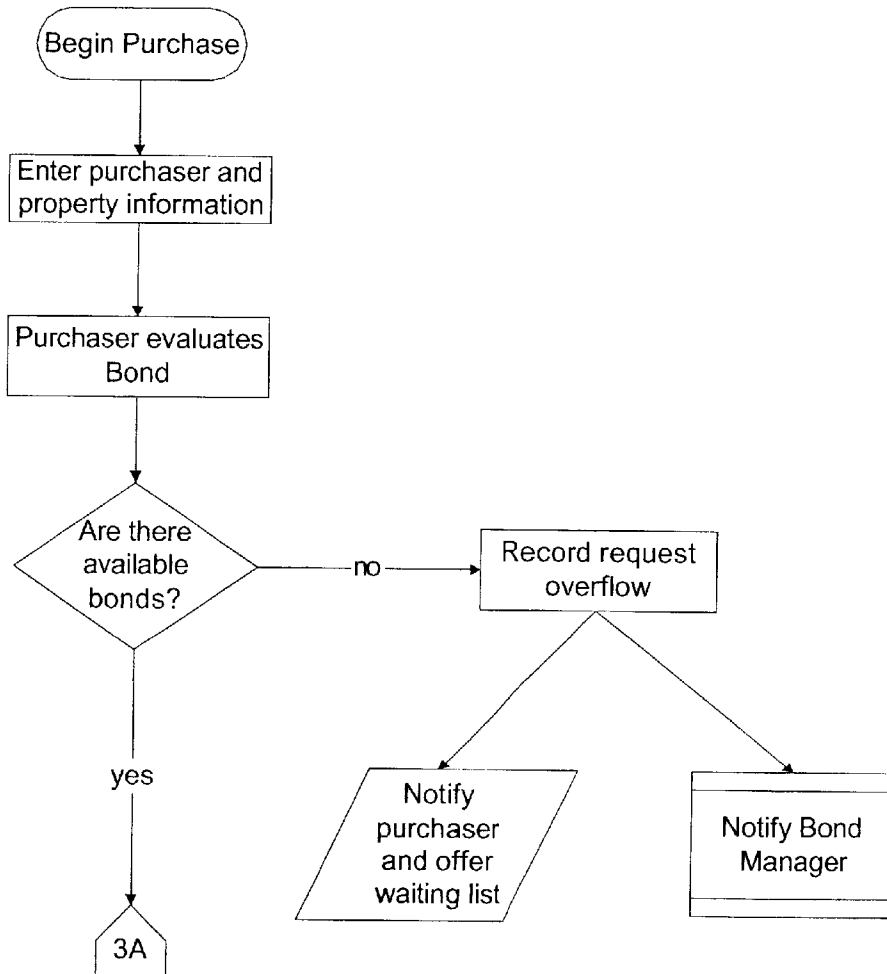 Begin Purchase
Enter purchaser and
property information
Purchaser evaluates
Bond
Are there
available
bonds?
no
Record request
overflow
yes
Notify
purchaser
and offer
waiting list
Notify Bond
Manager
3A